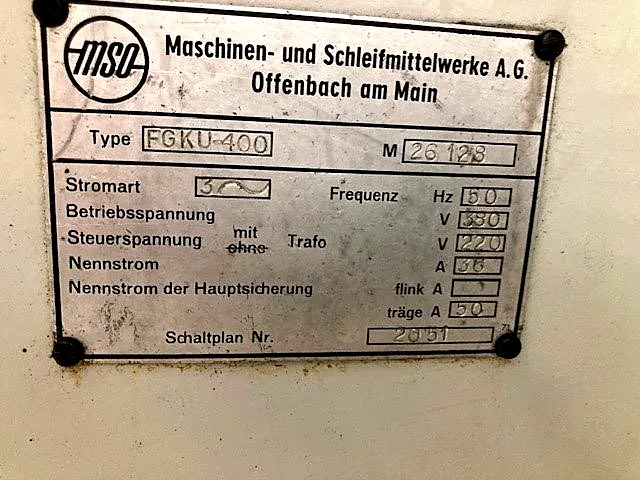 MSO Maschinen- und Schleifmittelwerke A.G.
Offenbach am Main
Type FGKU-400 M 26 128
Stromart 3~ Frequenz Hz 50
Betriebsspannung V 380
Steuerspannung mit ohne Trafo V 220
Nennstrom A 36
Nennstrom der Hauptsicherung flink A
träge A 50
Schaltplan Nr. 2051